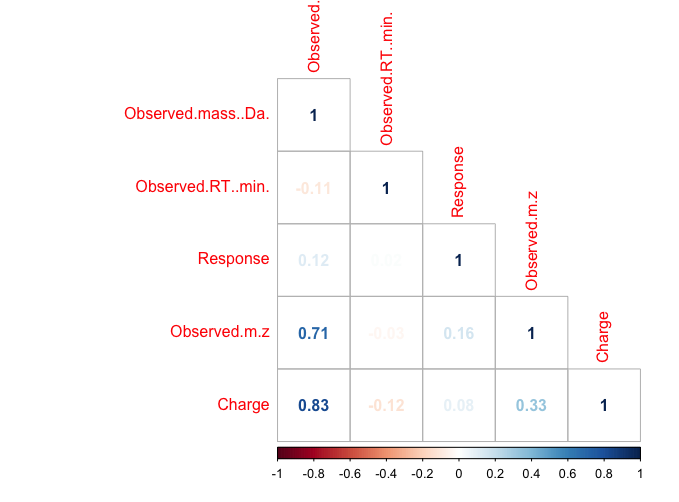 Observed.
Observed.RT..min.
Response
Observed.m.z
Charge
Observed.mass..Da. 1
Observed.RT..min. -0.11 1
Response 0.12 0.02 1
Observed.m.z 0.71 -0.03 0.16 1
Charge 0.83 -0.12 0.08 0.33 1
-1 -0.8 -0.6 -0.4 -0.2 0 0.2 0.4 0.6 0.8 1